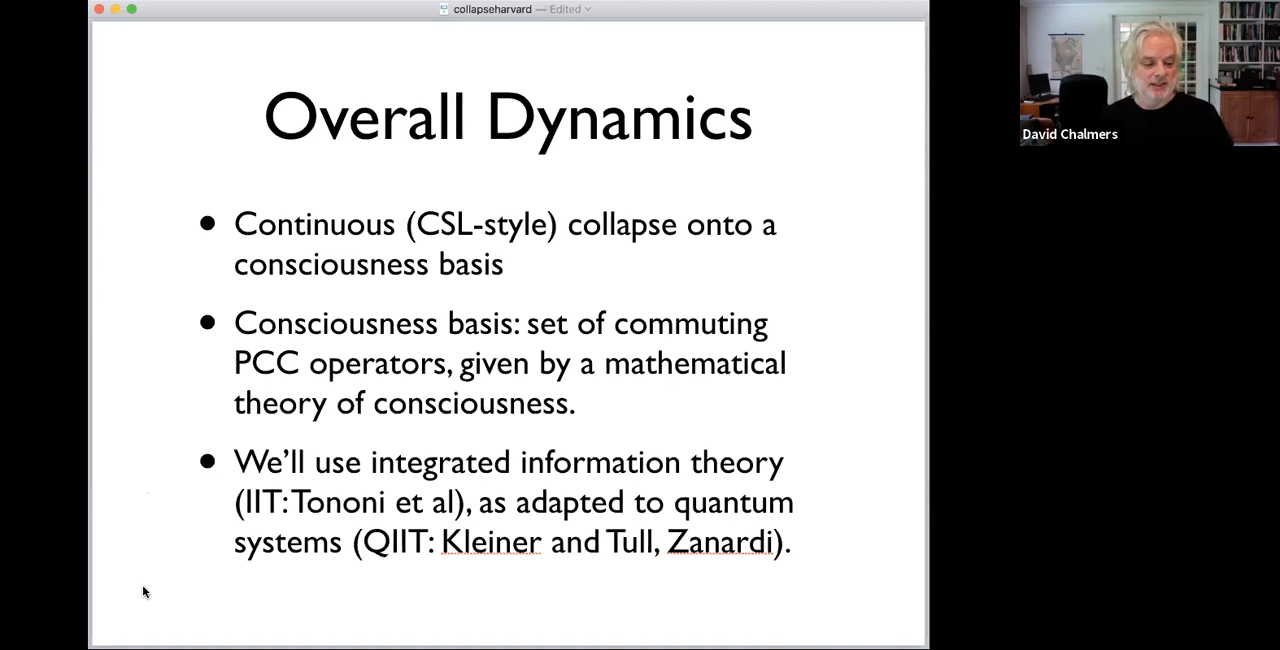 collapseharvard — Edited
Overall Dynamics
• Continuous (CSL-style) collapse onto a
consciousness basis
• Consciousness basis: set of commuting
PCC operators, given by a mathematical
theory of consciousness.
• We'll use integrated information theory
(IIT: Tononi et al), as adapted to quantum
systems (QIIT: Kleiner and Tull, Zanardi).
David Chalmers